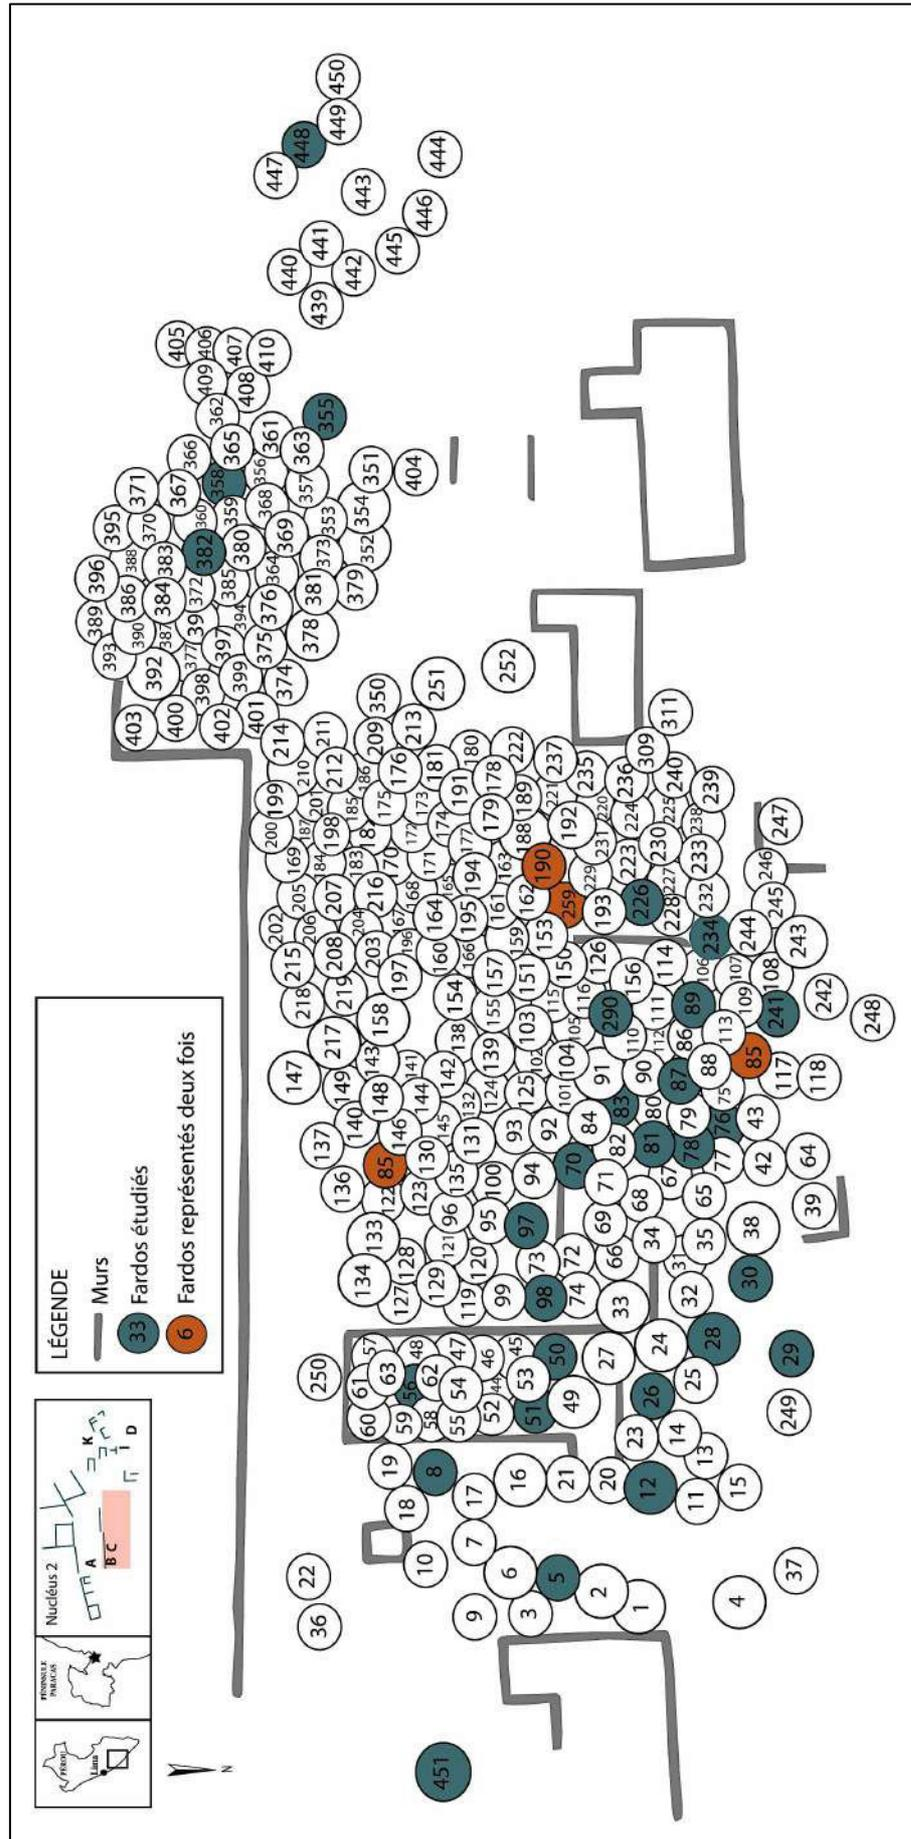 PÉROU
Lima
PÉNINSULE
PARACAS
Nucléus 2
A
B C
K
I
D
N
LÉGENDE
Murs
33 Fardos étudiés
6 Fardos représentés deux fois
396 389 393 395 371 386 388 390 370
403 392 384 383 367 405
400 377 387 372 360 366 406 409
402 398 391 382 358 362 407
401 399 397 385 380 359 365 408 410
374 375 394 376 364 369 368 356 361 447
378 381 373 353 357 363 355 448 440 441 439 449 450
379 352 354 351 404 442 443 445 446 444
36 22 250 136 137 147 218 215 202 200 199 214
149 217 219 208 206 205 169 187 201 210 211
60 61 57 134 133 140 143 158 203 207 184 198 212
19 59 63 56 48 127 128 122 85 146 148 197 204 216 183 185 186 209 350
18 8 58 62 129 123 130 144 141 196 167 168 170 175 176 213 251
10 55 54 47 121 96 135 145 142 138 154 160 164 165 171 172 173 181
9 7 17 52 44 46 119 120 95 100 131 132 124 139 155 166 195 194 177 174 191 180
3 6 16 51 53 45 99 97 94 93 125 102 103 157 159 161 163 179 178 222 252
5 21 49 50 98 73 70 92 101 104 105 151 115 153 162 190 188 189
2 20 27 74 72 84 91 116 150 259 192 221 237
1 12 23 33 66 69 71 82 83 290 126 193 229 231 220 235
451 26 24 34 68 81 80 90 110 156 226 223 224 236 309
11 14 25 32 31 67 78 79 87 112 111 114 228 227 230 225 240 311
13 28 35 65 77 76 75 88 86 89 106 234 232 233 238 239
4 15 30 38 42 43 85 113 109 107 244
37 249 29 39 64 117 118 241 108 243 245 246 247
242 248